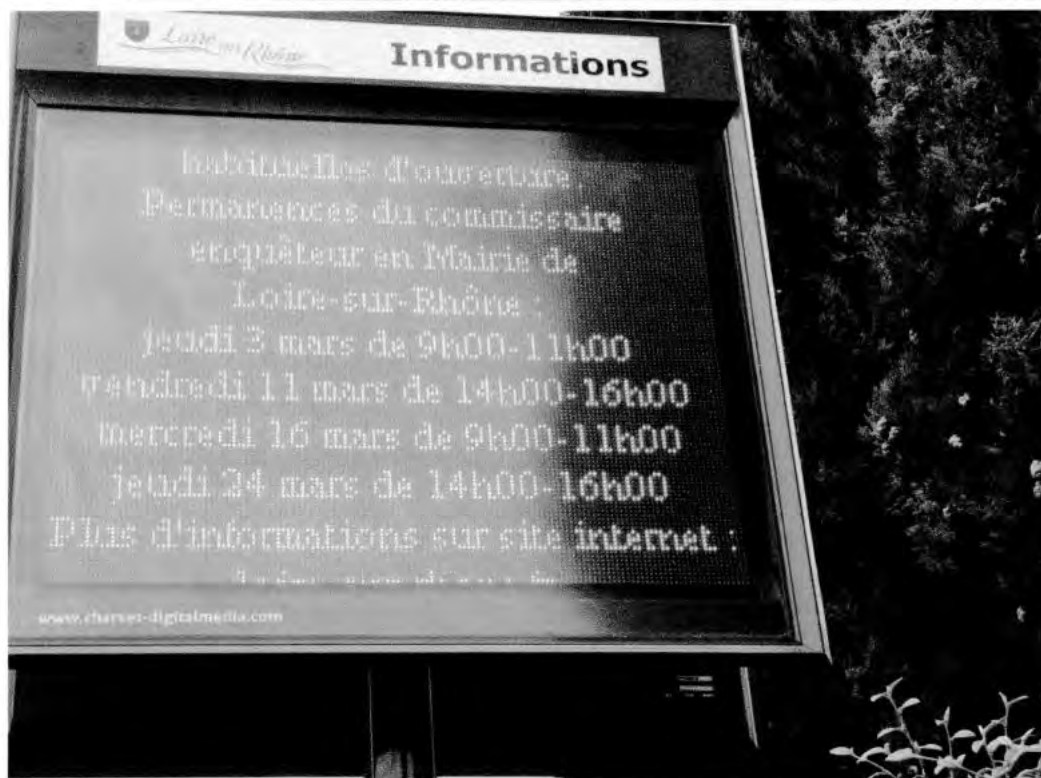 Loire sur Rhône
Informations
habituelles d'ouverture.
Permanences du commissaire
enquêteur en Mairie de
Loire-sur-Rhône :
jeudi 3 mars de 9h00-11h00
vendredi 11 mars de 14h00-16h00
mercredi 16 mars de 9h00-11h00
jeudi 24 mars de 14h00-16h00
Plus d'informations sur site internet :
www.charvet-digitalmedia.com